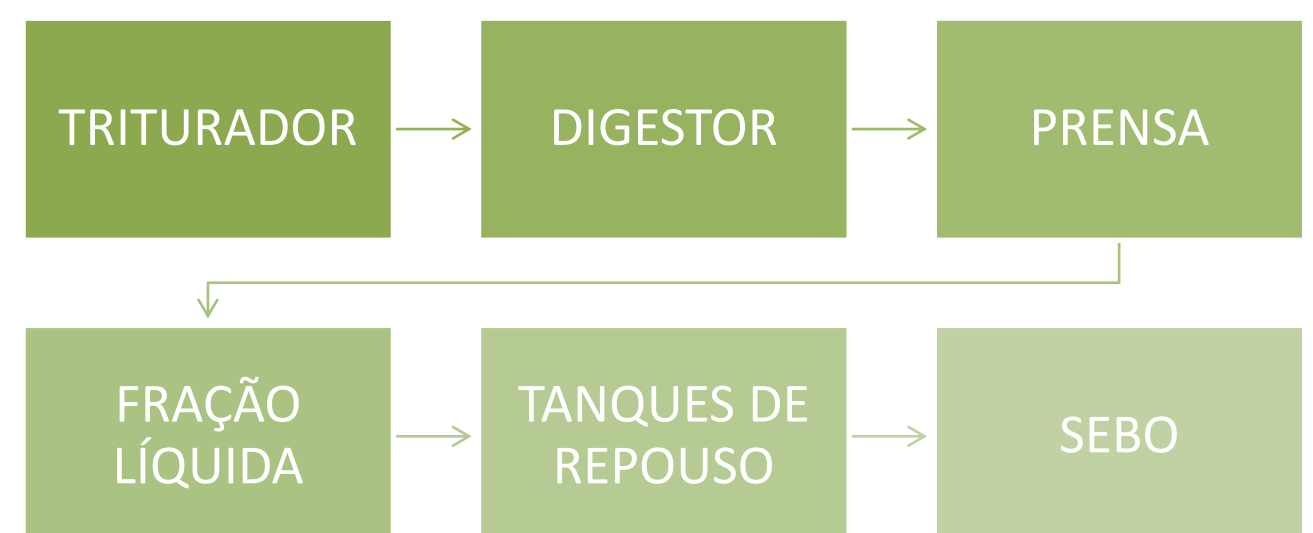 TRITURADOR
DIGESTOR
PRENSA
FRAÇÃO
LÍQUIDA
TANQUES DE
REPOUSO
SEBO